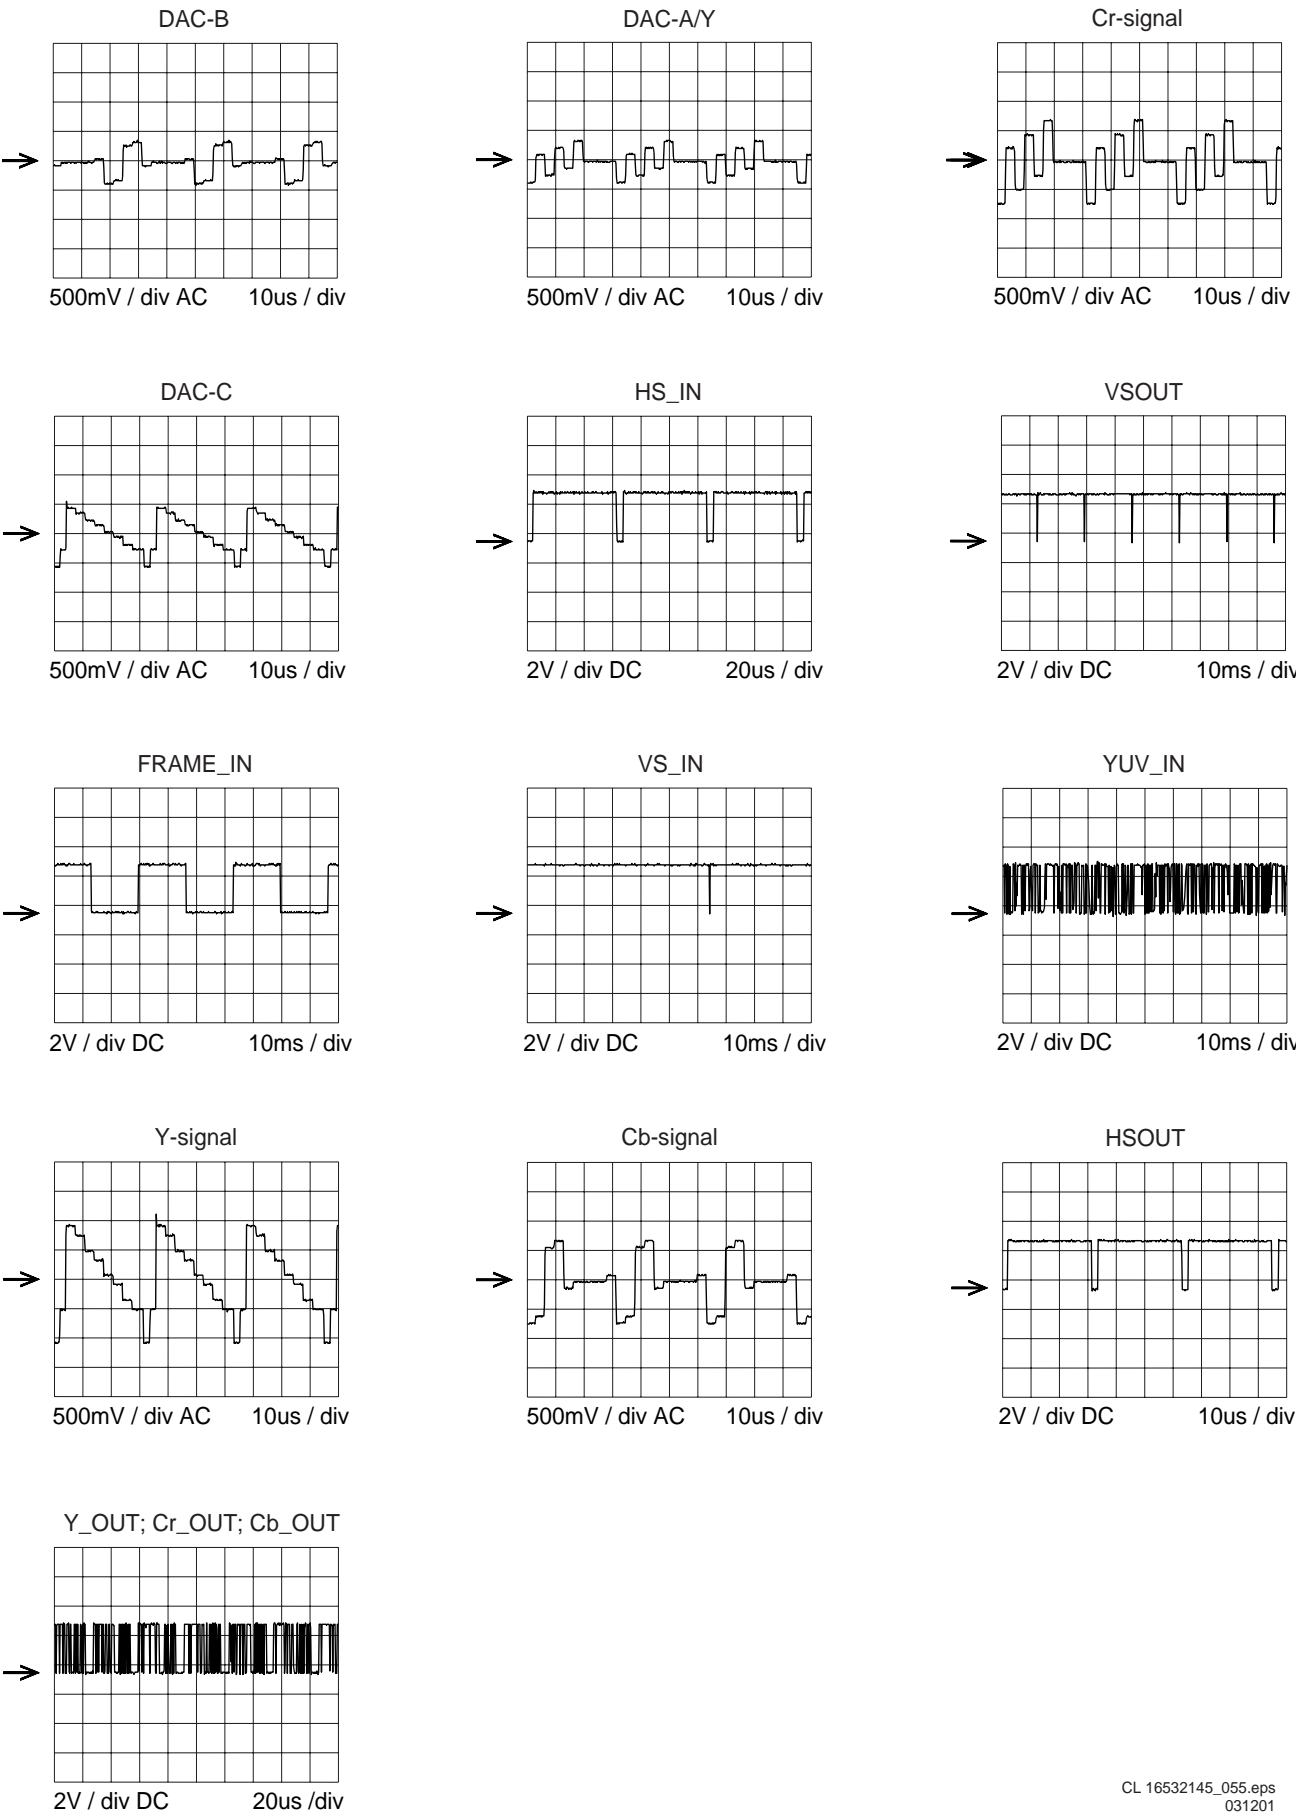 DAC-B
DAC-A/Y
Cr-signal
500mV / div AC 10us / div
500mV / div AC 10us / div
500mV / div AC 10us / div
DAC-C
HS_IN
VSOUT
500mV / div AC 10us / div
2V / div DC 20us / div
2V / div DC 10ms / div
FRAME_IN
VS_IN
YUV_IN
2V / div DC 10ms / div
2V / div DC 10ms / div
2V / div DC 10ms / div
Y-signal
Cb-signal
HSOUT
500mV / div AC 10us / div
500mV / div AC 10us / div
2V / div DC 10us / div
Y_OUT; Cr_OUT; Cb_OUT
2V / div DC 20us /div
CL 16532145_055.eps
031201